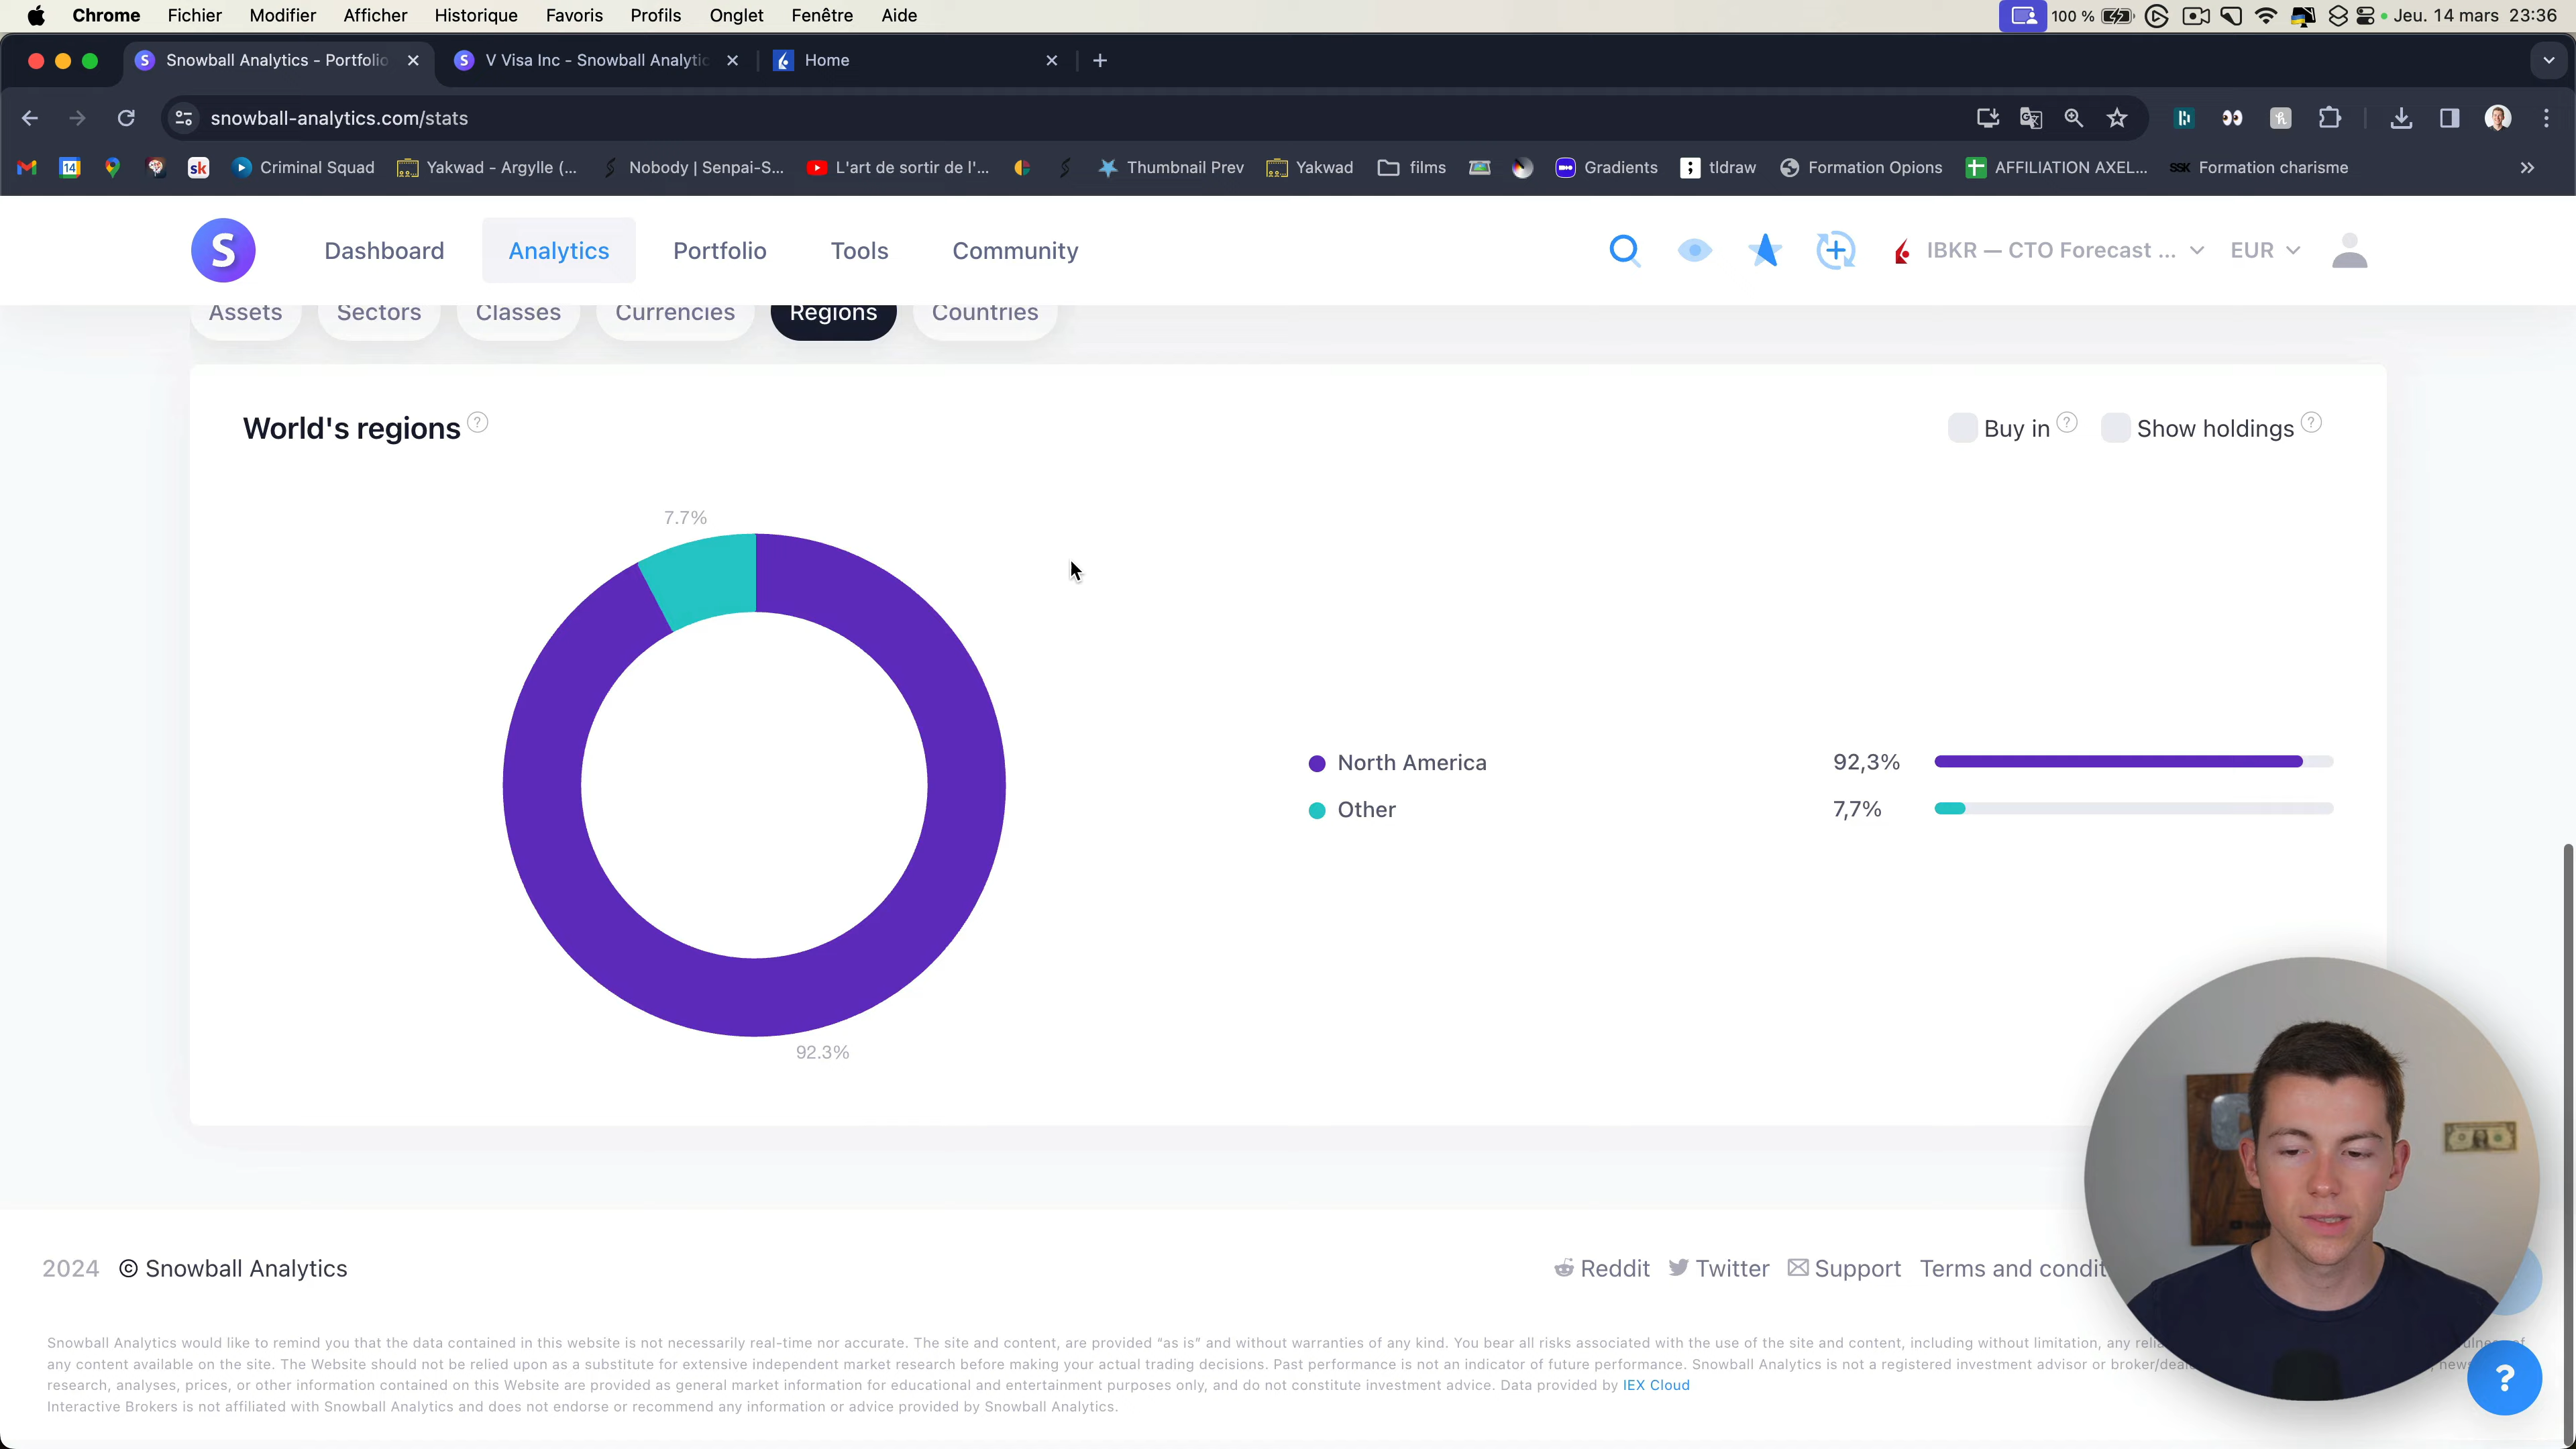 Chrome Fichier Modifier Afficher Historique Favoris Profils Onglet Fenêtre Aide 100 % Jeu. 14 mars 23:36
Snowball Analytics - Portfolio V Visa Inc - Snowball Analytic Home
snowball-analytics.com/stats
14 sk Criminal Squad Yakwad - Argylle (... Nobody | Senpai-S... L'art de sortir de l'... Thumbnail Prev Yakwad films Gradients tldraw Formation Opions AFFILIATION AXEL... SSK Formation charisme
S Dashboard Analytics Portfolio Tools Community IBKR — CTO Forecast ... EUR
Assets Sectors Classes Currencies Regions Countries
World's regions ? Buy in ? Show holdings ?
7.7%
North America 92,3%
Other 7,7%
92.3%
2024 © Snowball Analytics Reddit Twitter Support Terms and condit
Snowball Analytics would like to remind you that the data contained in this website is not necessarily real-time nor accurate. The site and content, are provided “as is” and without warranties of any kind. You bear all risks associated with the use of the site and content, including without limitation, any
any content available on the site. The Website should not be relied upon as a substitute for extensive independent market research before making your actual trading decisions. Past performance is not an indicator of future performance. Snowball Analytics is not a registered investment advisor or
research, analyses, prices, or other information contained on this Website are provided as general market information for educational and entertainment purposes only, and do not constitute investment advice. Data provided by IEX Cloud
Interactive Brokers is not affiliated with Snowball Analytics and does not endorse or recommend any information or advice provided by Snowball Analytics.
?